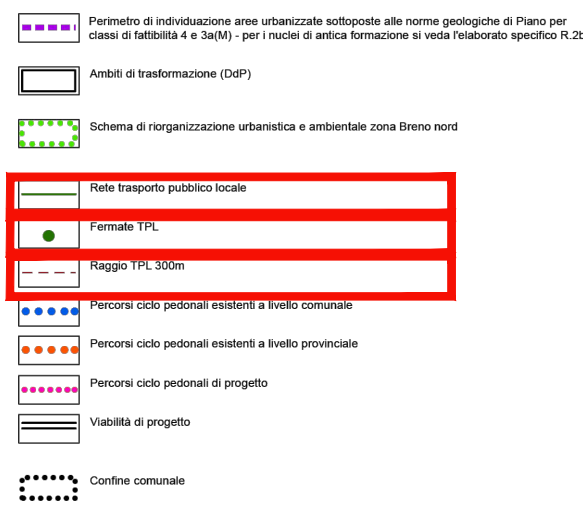 Perimetro di individuazione aree urbanizzate sottoposte alle norme geologiche di Piano per
classi di fattibilità 4 e 3a(M) - per i nuclei di antica formazione si veda l'elaborato specifico R.2b
Ambiti di trasformazione (DdP)
Schema di riorganizzazione urbanistica e ambientale zona Breno nord
Rete trasporto pubblico locale
Fermate TPL
Raggio TPL 300m
Percorsi ciclo pedonali esistenti a livello comunale
Percorsi ciclo pedonali esistenti a livello provinciale
Percorsi ciclo pedonali di progetto
Viabilità di progetto
Confine comunale